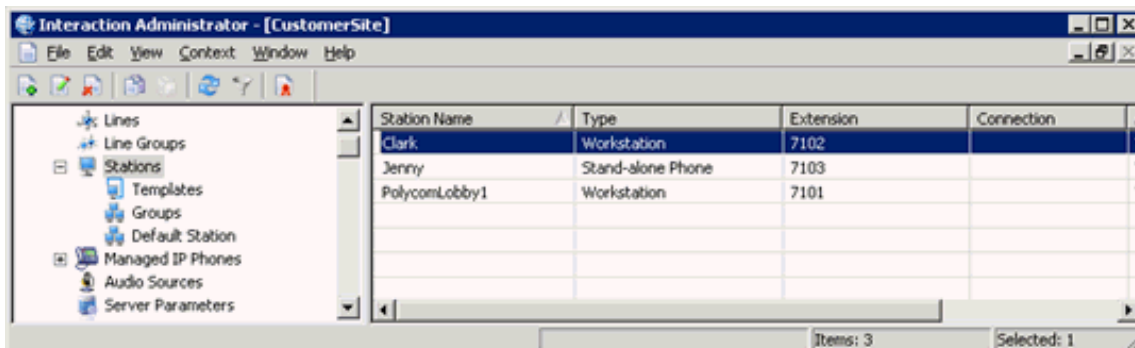 Interaction Administrator - [CustomerSite]
File Edit View Context Window Help
Lines
Line Groups
Stations
Templates
Groups
Default Station
Managed IP Phones
Audio Sources
Server Parameters
Station Name Type Extension Connection
Clark Workstation 7102
Jenny Stand-alone Phone 7103
PolycomLobby1 Workstation 7101
Items: 3 Selected: 1